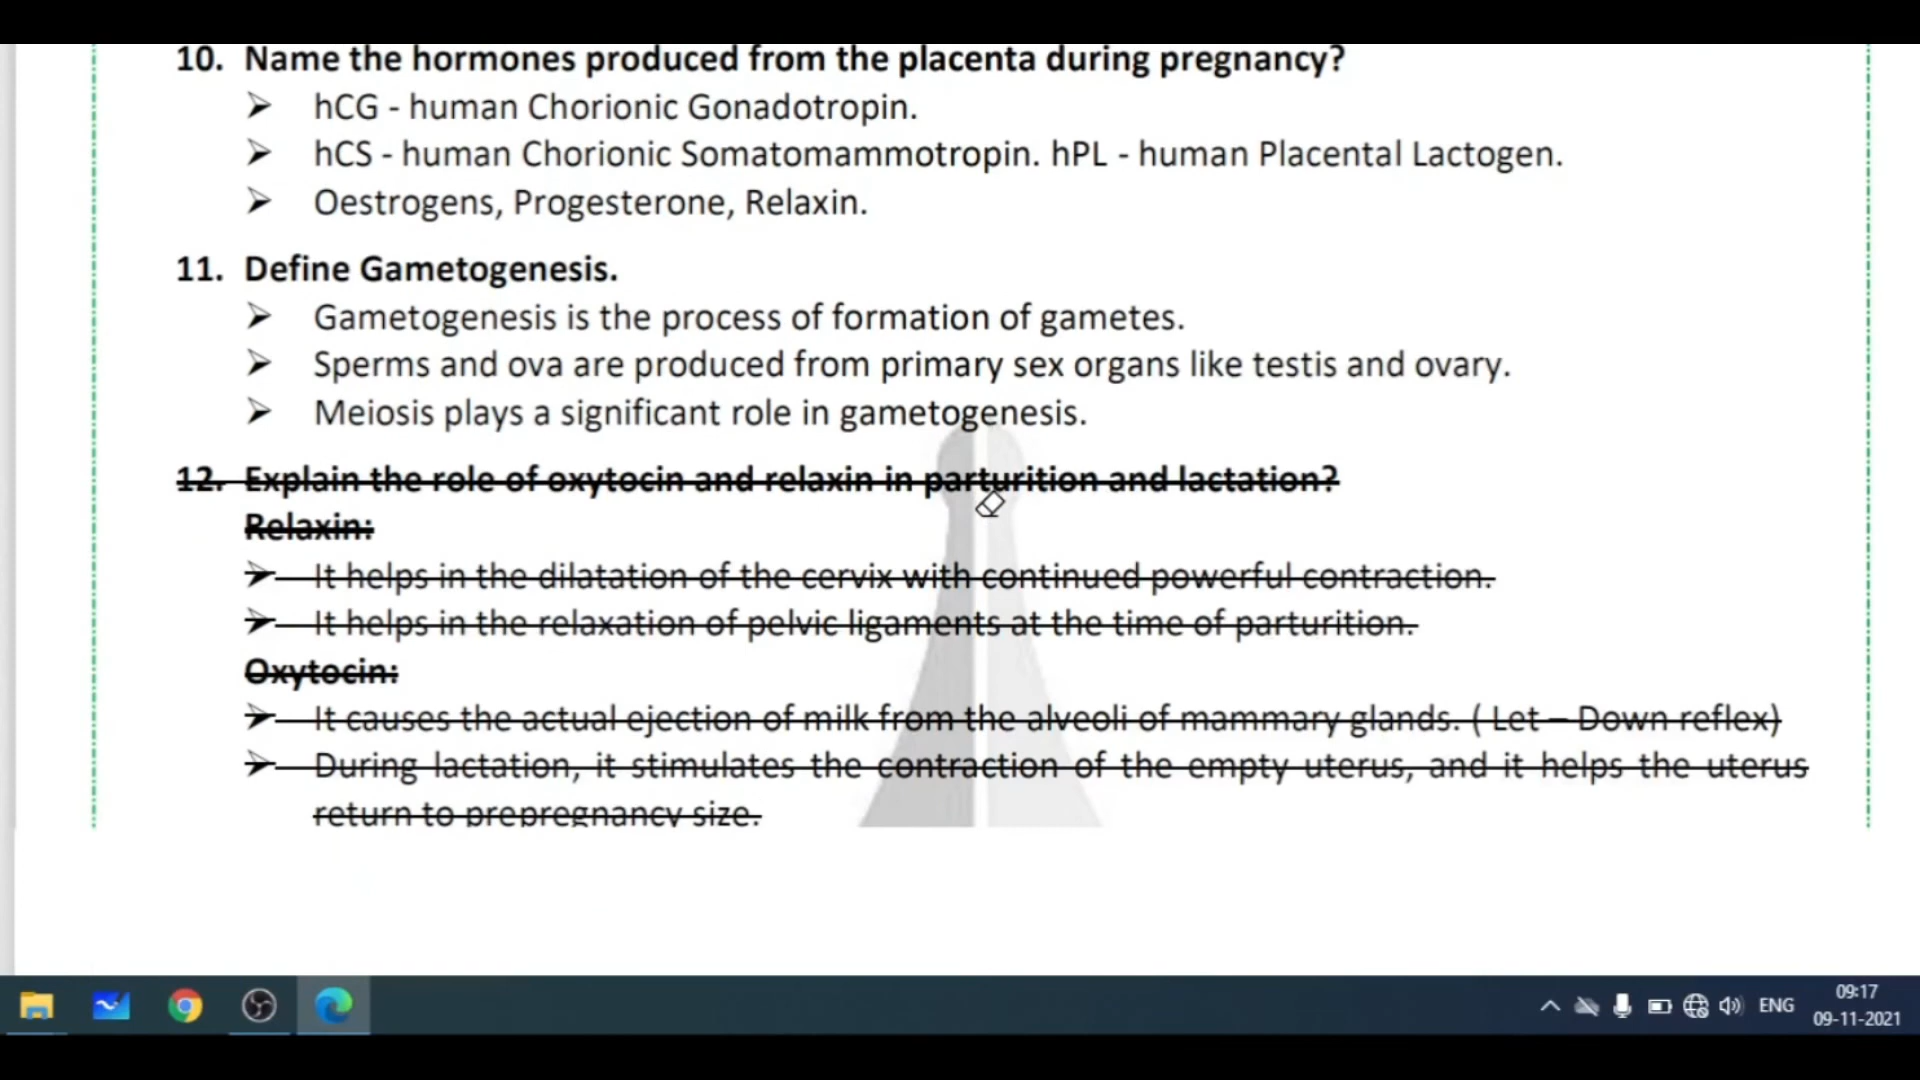 10. Name the hormones produced from the placenta during pregnancy?
➢ hCG - human Chorionic Gonadotropin.
➢ hCS - human Chorionic Somatomammotropin. hPL - human Placental Lactogen.
➢ Oestrogens, Progesterone, Relaxin.
11. Define Gametogenesis.
➢ Gametogenesis is the process of formation of gametes.
➢ Sperms and ova are produced from primary sex organs like testis and ovary.
➢ Meiosis plays a significant role in gametogenesis.
12. Explain the role of oxytocin and relaxin in parturition and lactation?
Relaxin:
➢ It helps in the dilatation of the cervix with continued powerful contraction.
➢ It helps in the relaxation of pelvic ligaments at the time of parturition.
Oxytocin:
➢ It causes the actual ejection of milk from the alveoli of mammary glands. ( Let – Down reflex)
➢ During lactation, it stimulates the contraction of the empty uterus, and it helps the uterus
return to prepregnancy size.
ENG
09:17
09-11-2021